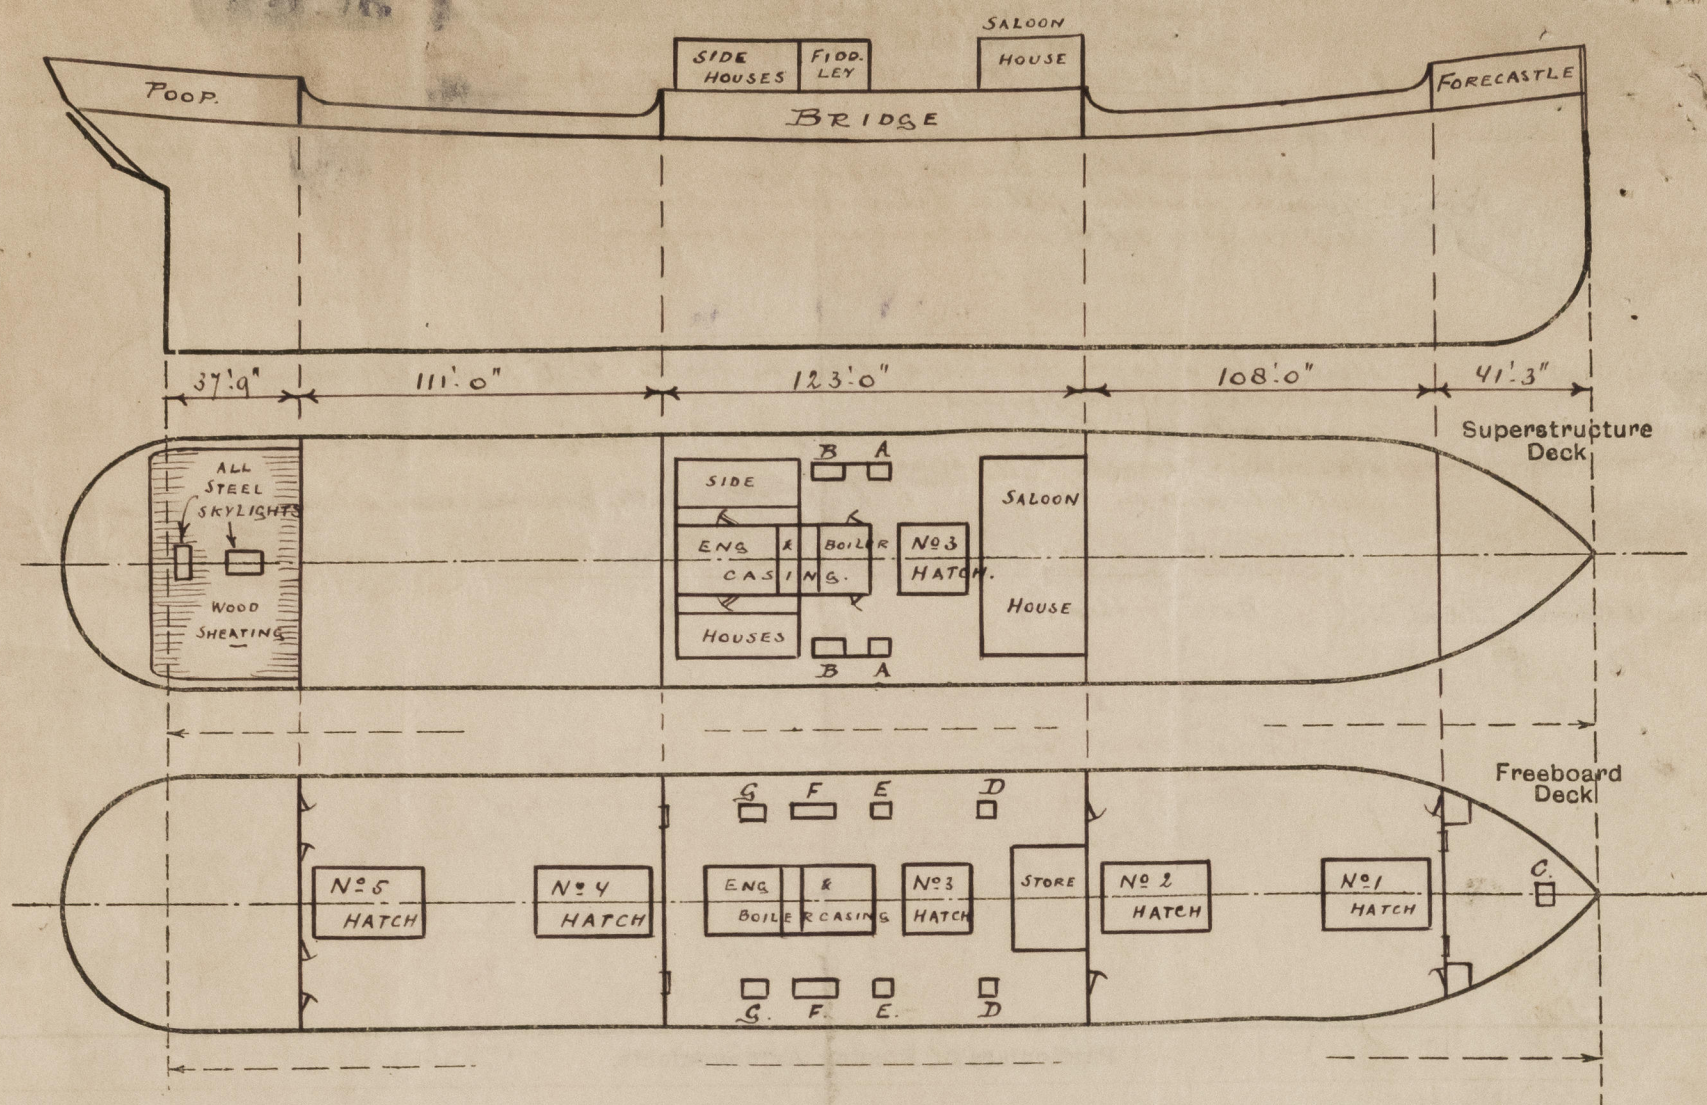 SALOON
HOUSE
SIDE
HOUSES
FIDD.
LEY
POOP.
BRIDGE
FORECASTLE
37'.9"
111'.0"
123'.0"
108'.0"
41'.3"
Superstructure
Deck
ALL
STEEL
SKYLIGHTS
WOOD
SHEATING
SIDE
B
A
ENG & BOILER
CASING.
HOUSES
B
A
No 3
HATCH.
SALOON
HOUSE
Freeboard
Deck
G
F
E
D
No 5
HATCH
No 4
HATCH
ENG &
BOILER CASING
No 3
HATCH
STORE
No 2
HATCH
No 1
HATCH
C.
G.
F.
E.
D